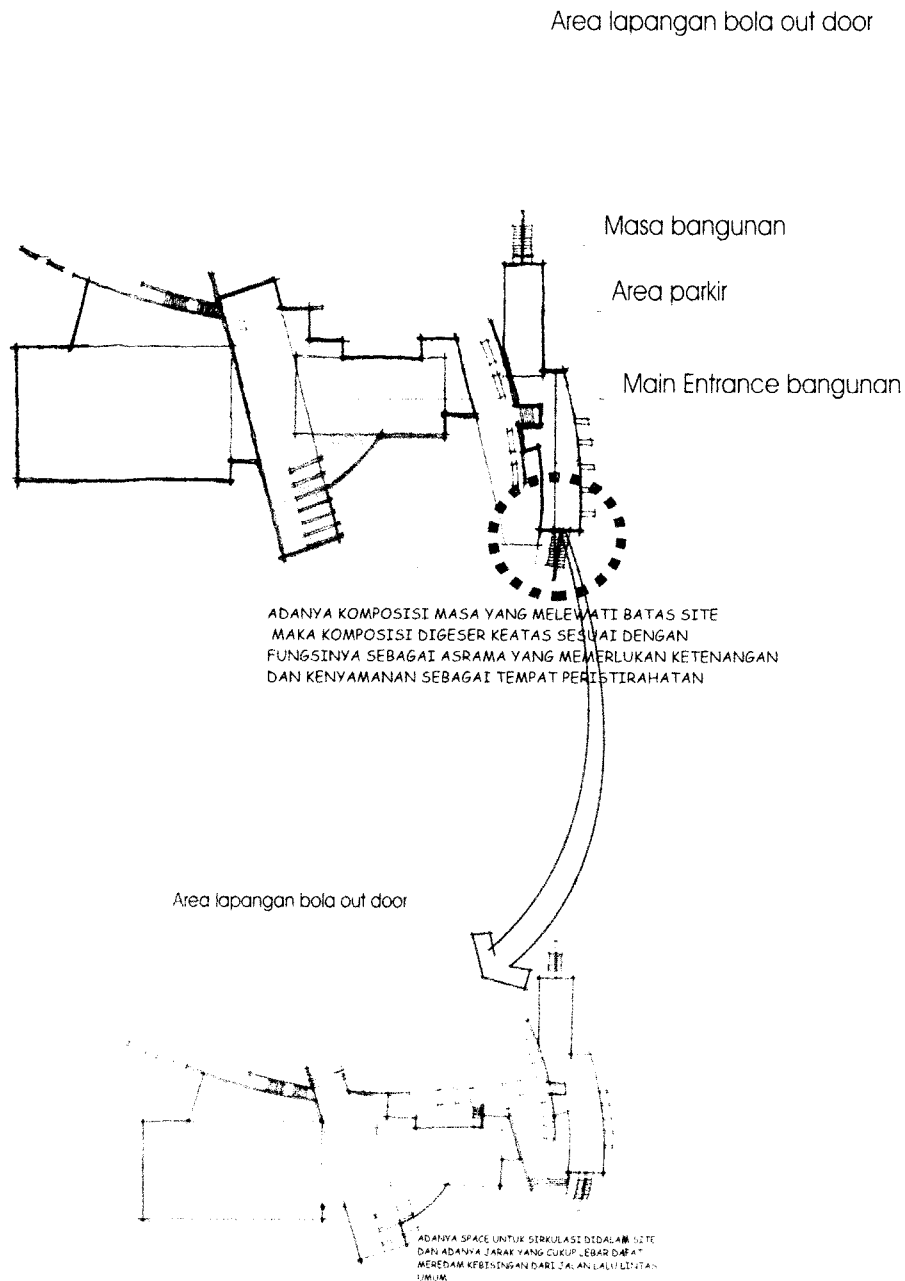 Area lapangan bola out door
Masa bangunan
Area parkir
Main Entrance bangunan
ADANYA KOMPOSISI MASA YANG MELEWATI BATAS SITE
MAKA KOMPOSISI DIGESER KEATAS SESUAI DENGAN
FUNGSINYA SEBAGAI ASRAMA YANG MEMERLUKAN KETENANGAN
DAN KENYAMANAN SEBAGAI TEMPAT PERISTIRAHATAN
Area lapangan bola out door
ADANYA SPACE UNTUK SIRKULASI DIDALAM SITE
DAN ADANYA JARAK YANG CUKUP LEBAR DAPAT
MEREDAM KEBISINGAN DARI JALAN LALU LINTAS
UMUM